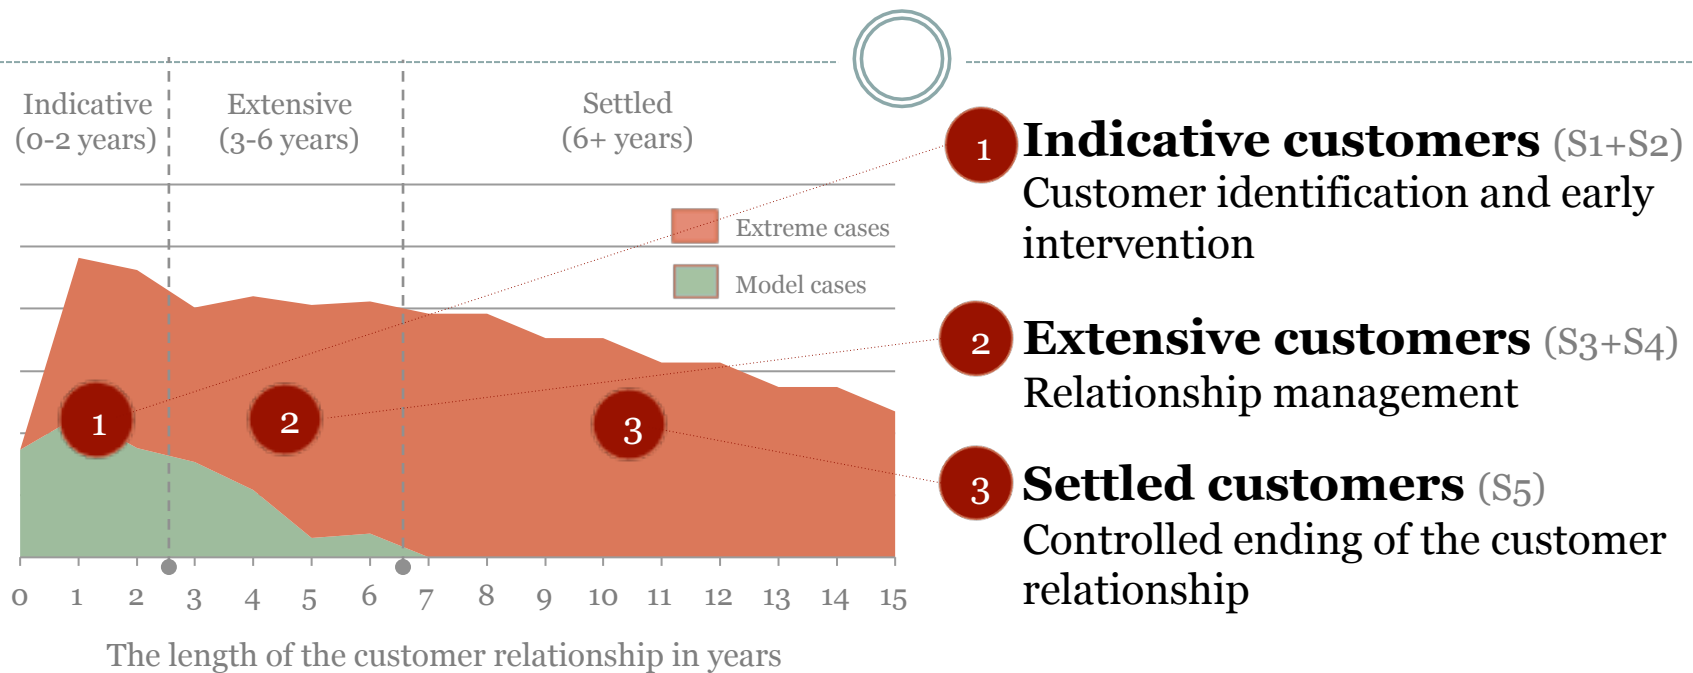 Indicative
(0-2 years)
Extensive
(3-6 years)
Settled
(6+ years)
Extreme cases
Model cases
1
2
3
0 1 2 3 4 5 6 7 8 9 10 11 12 13 14 15
The length of the customer relationship in years
1
Indicative customers (S1+S2)
Customer identification and early
intervention
2
Extensive customers (S3+S4)
Relationship management
3
Settled customers (S5)
Controlled ending of the customer
relationship